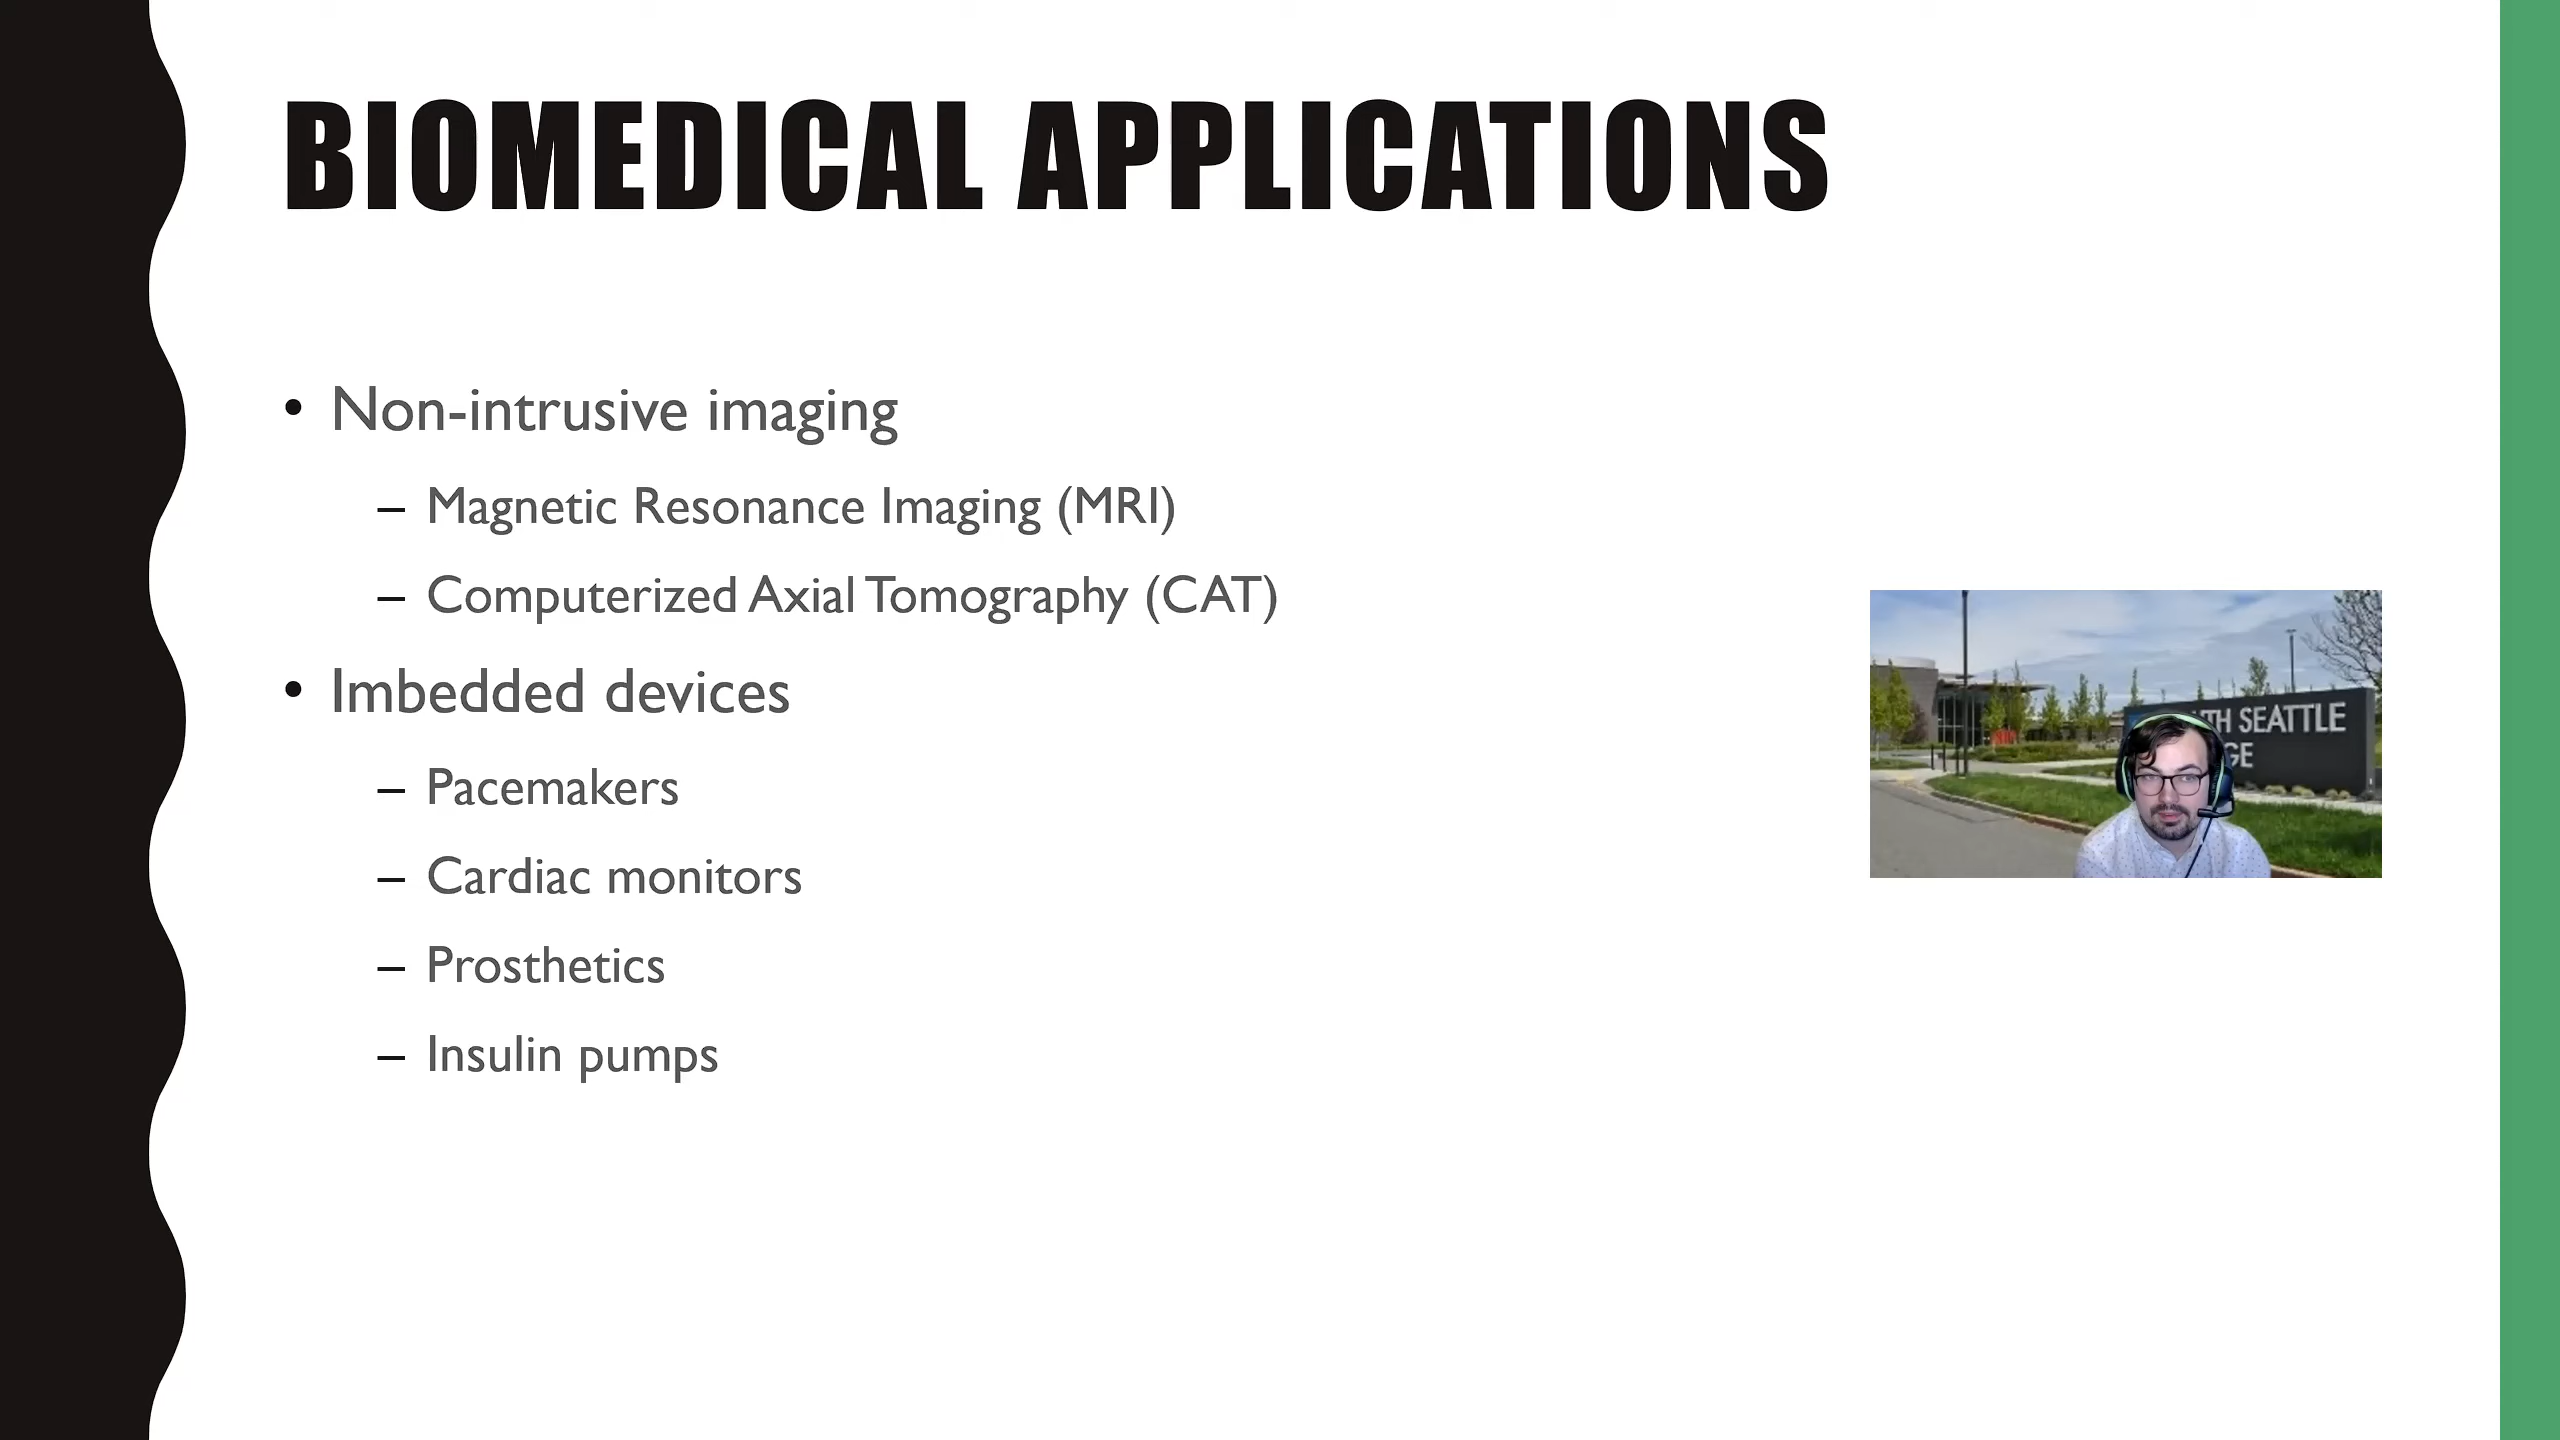 BIOMEDICAL APPLICATIONS
• Non-intrusive imaging
– Magnetic Resonance Imaging (MRI)
– Computerized Axial Tomography (CAT)
• Imbedded devices
– Pacemakers
– Cardiac monitors
– Prosthetics
– Insulin pumps
SEATTLE